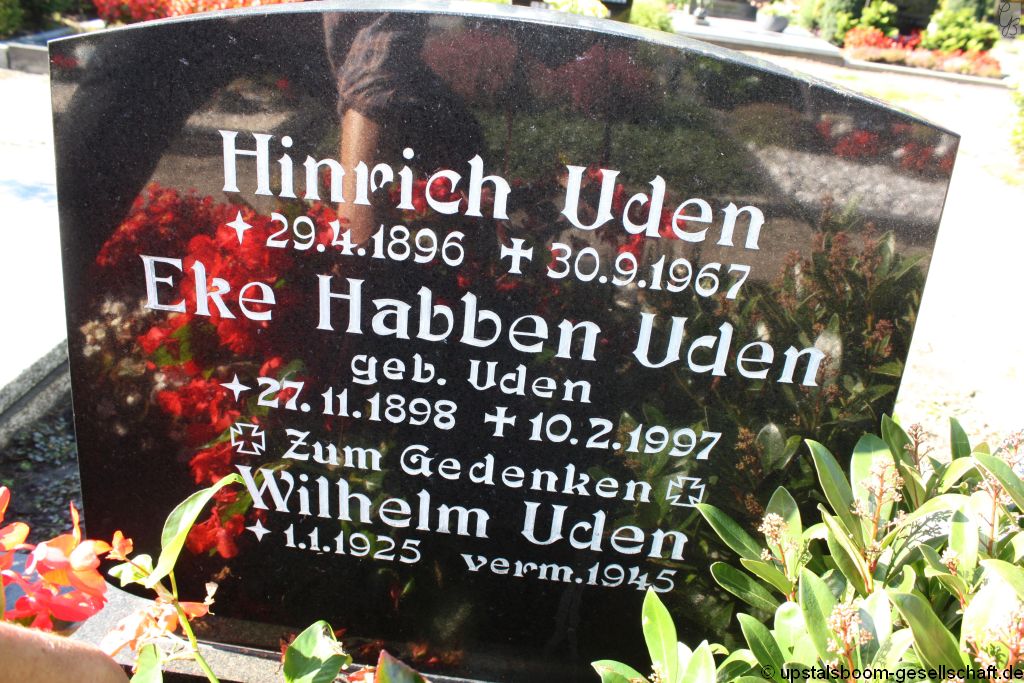 Hinrich Uden
✦ 29.4.1896 ✝ 30.9.1967
Eke Habben Uden
geb. Uden
✦ 27.11.1898 ✝ 10.2.1997
Zum Gedenken
Wilhelm Uden
✦ 1.1.1925 verm. 1945
© upstalsboom-gesellschaft.de